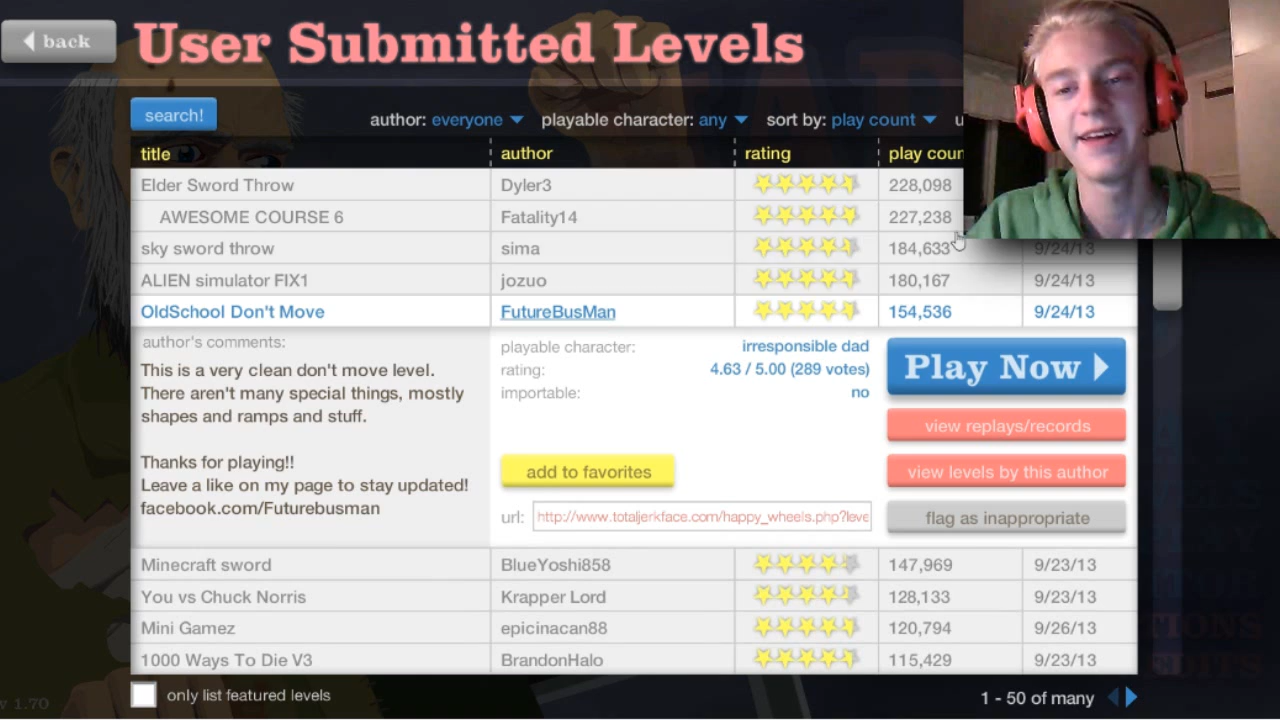 back
User Submitted Levels
search!
author: everyone
playable character: any
sort by: play count
u
title
author
rating
play coun
Elder Sword Throw
Dyler3
228,098
AWESOME COURSE 6
Fatality14
227,238
sky sword throw
sima
184,633
9/24/13
ALIEN simulator FIX1
jozuo
180,167
9/24/13
OldSchool Don't Move
FutureBusMan
154,536
9/24/13
author's comments:
This is a very clean don't move level.
There aren't many special things, mostly
shapes and ramps and stuff.
Thanks for playing!!
Leave a like on my page to stay updated!
facebook.com/Futurebusman
playable character: irresponsible dad
rating: 4.63 / 5.00 (289 votes)
importable: no
add to favorites
url: http://www.totaljerkface.com/happy_wheels.php?leve
Play Now
view replays/records
view levels by this author
flag as inappropriate
Minecraft sword
BlueYoshi858
147,969
9/23/13
You vs Chuck Norris
Krapper Lord
128,133
9/23/13
Mini Gamez
epicinacan88
120,794
9/26/13
1000 Ways To Die V3
BrandonHalo
115,429
9/23/13
only list featured levels
1 - 50 of many
v 1.70